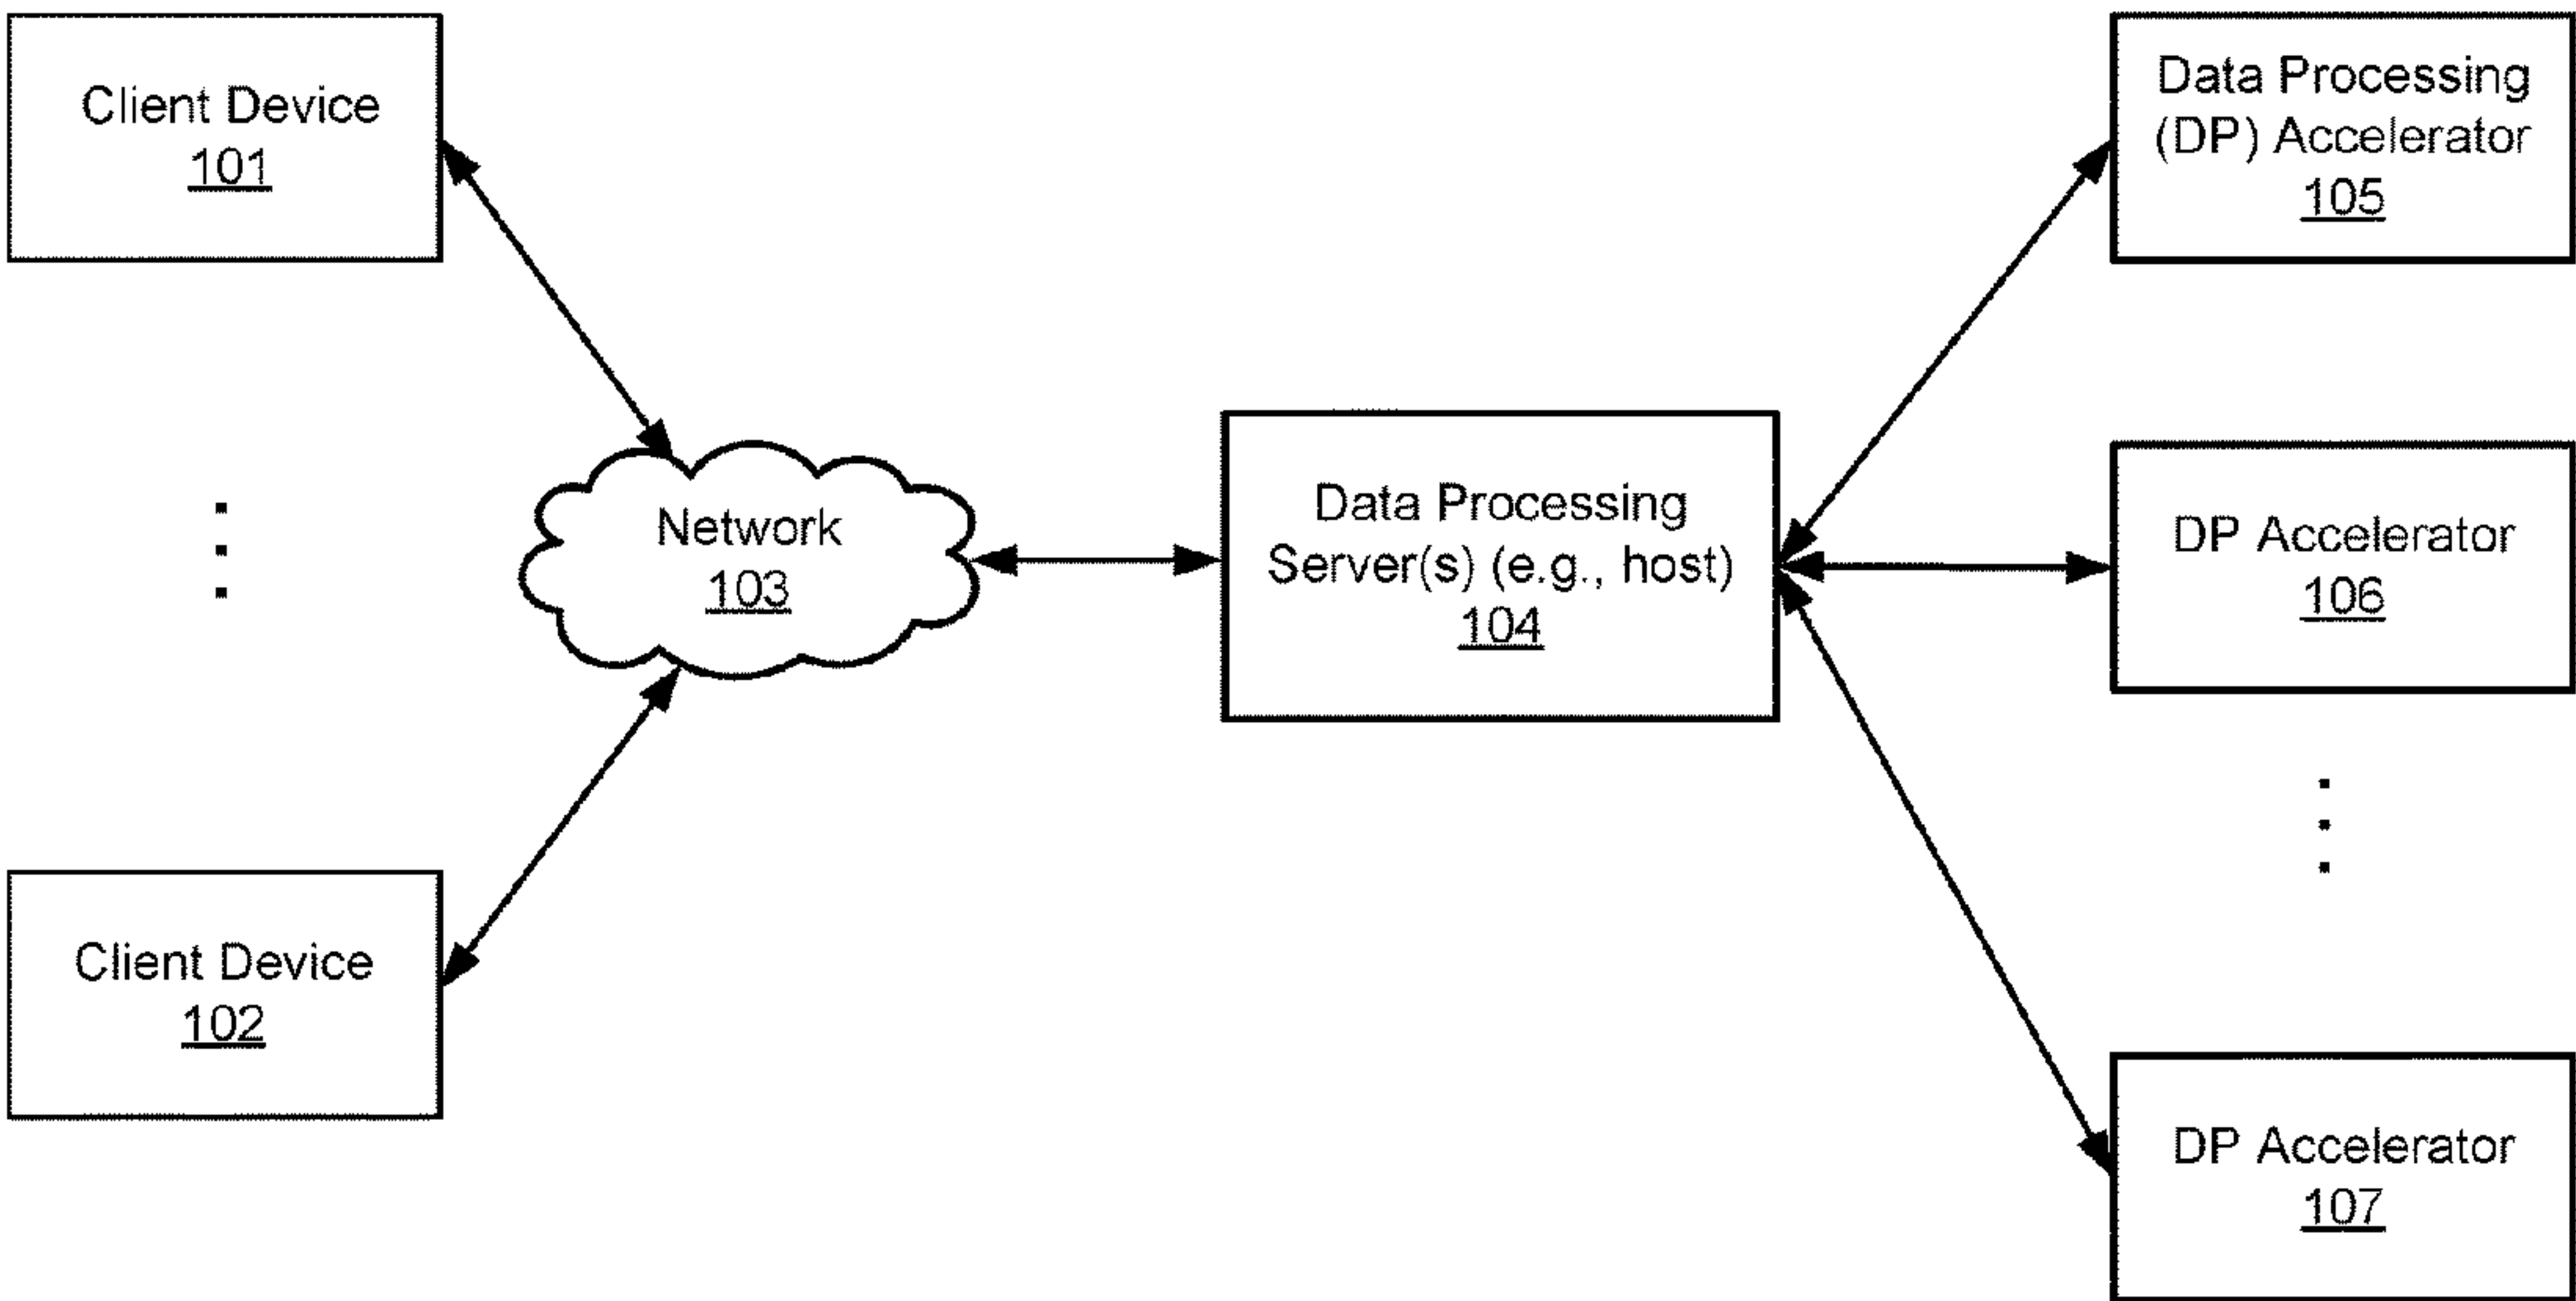 Client Device
101
Client Device
102
Network
103
Data Processing
Server(s) (e.g., host)
104
Data Processing
(DP) Accelerator
105
DP Accelerator
106
DP Accelerator
107